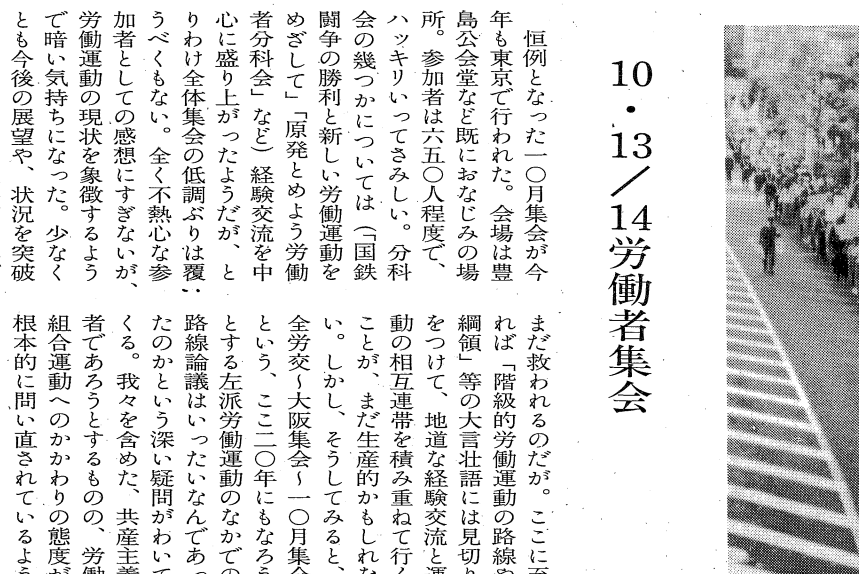 10・13／14労働者集会
恒例となった一〇月集会が今
年も東京で行われた。会場は豊
島公会堂など既におなじみの場
所。参加者は六五〇人程度で、
ハッキリいってさみしい。分科
会の幾つかについては（「国鉄
闘争の勝利と新しい労働運動を
めざして」「原発とめよう労働
者分科会」など）経験交流を中
心に盛り上がったようだが、と
りわけ全体集会の低調ぶりは覆
うべくもない。全く不熱心な参
加者としての感想にすぎないが、
労働運動の現状を象徴するよう
で暗い気持ちになった。少なく
とも今後の展望や、状況を突破
まだ救われるのだが。ここに至
れば「階級的労働運動の路線や
綱領」等の大言壮語には見切り
をつけて、地道な経験交流と運
動の相互連帯を積み重ねて行く
ことが、まだ生産的かもしれな
い。しかし、そうしてみると、
全労交～大阪集会～一〇月集会
という、ここ二〇年にもなろう
とする左派労働運動のなかでの
路線論議はいったいなんであっ
たのかという深い疑問がわいて
くる。我々を含めた、共産主義
者であろうとするものの、労働
組合運動へのかかわりの態度が
根本的に問い直されているよう